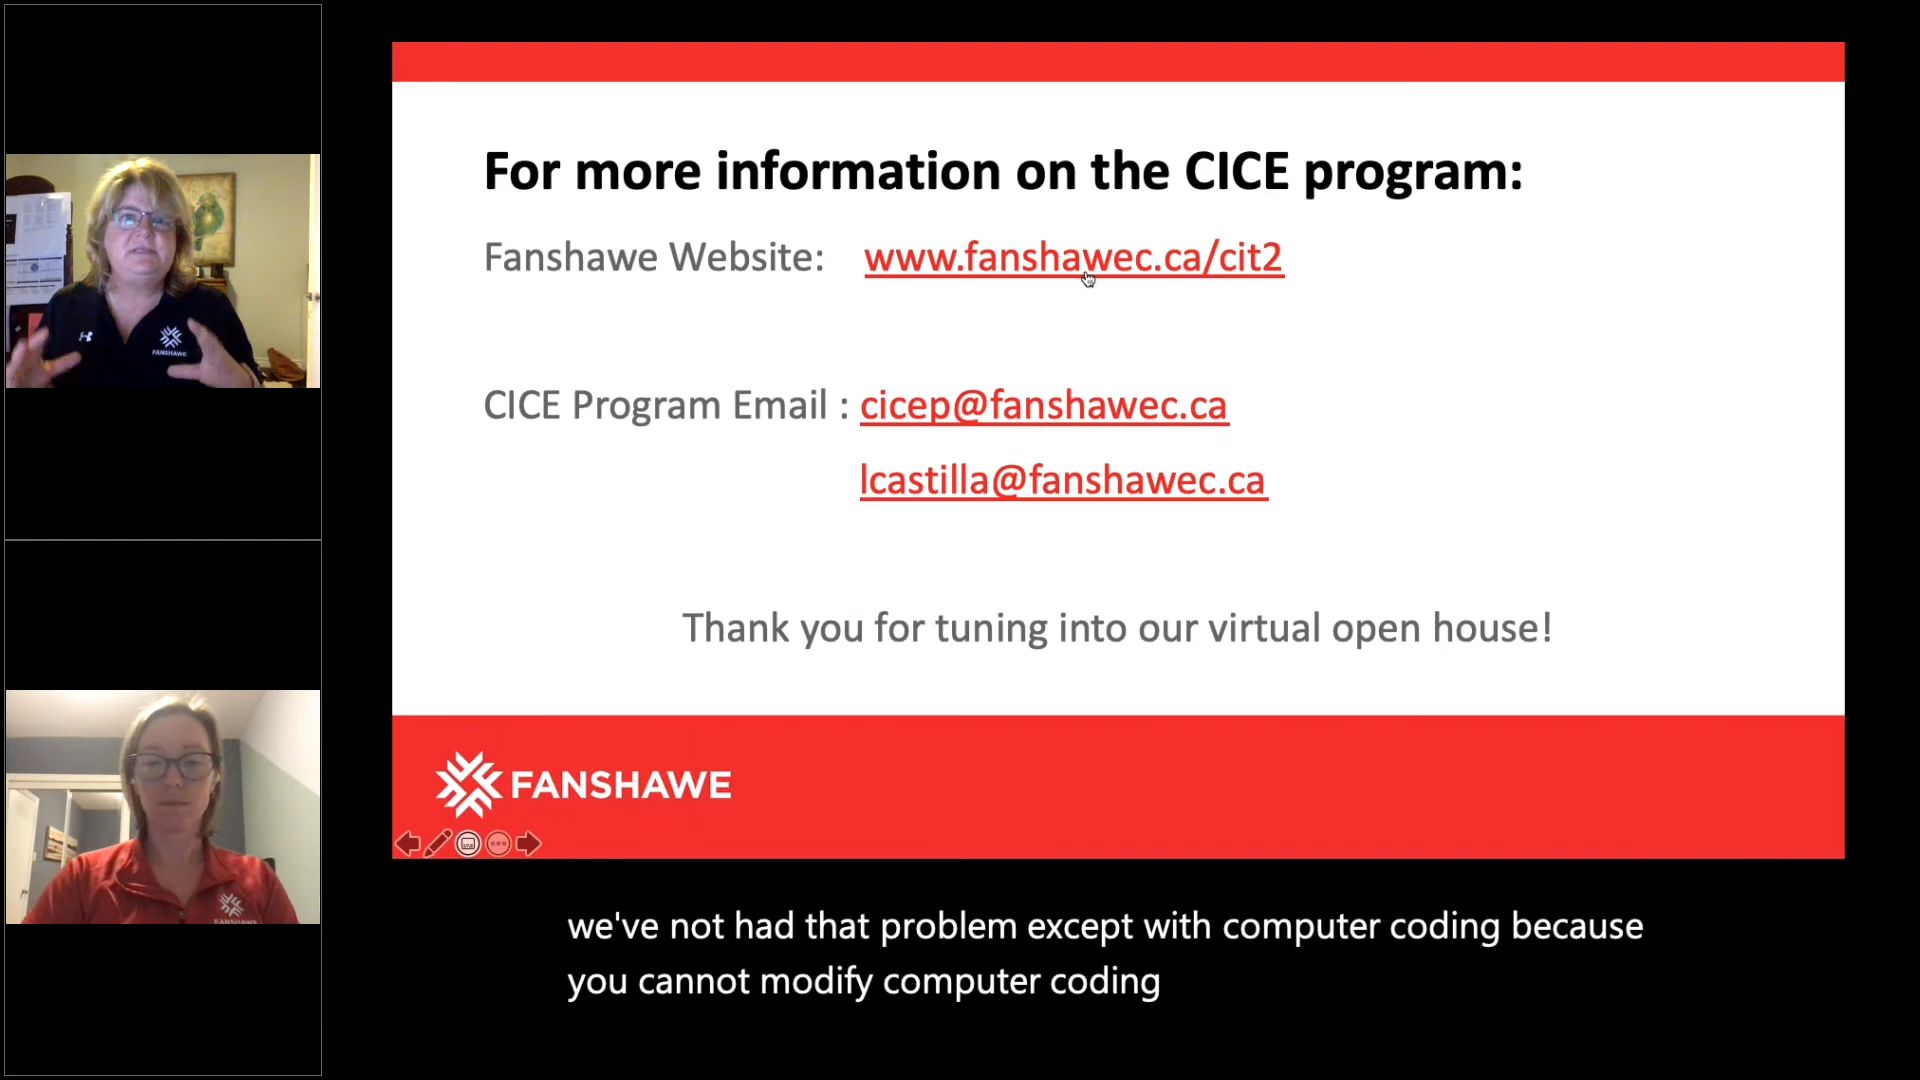 For more information on the CICE program:
Fanshawe Website: www.fanshawec.ca/cit2
CICE Program Email : cicep@fanshawec.ca
lcastilla@fanshawec.ca
Thank you for tuning into our virtual open house!
FANSHAWE
FANSHAWE
FANSHAWE
we've not had that problem except with computer coding because
you cannot modify computer coding